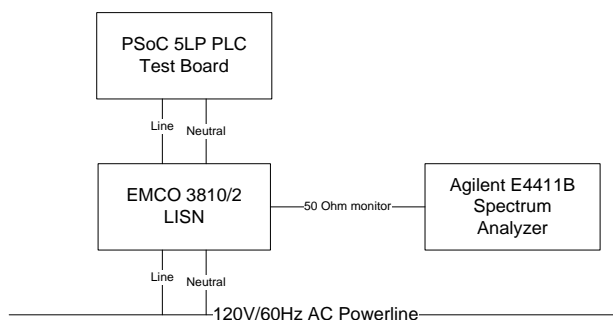 PSoC 5LP PLC
Test Board
Line
Neutral
EMCO 3810/2
LISN
50 Ohm monitor
Agilent E4411B
Spectrum
Analyzer
Line
Neutral
120V/60Hz AC Powerline